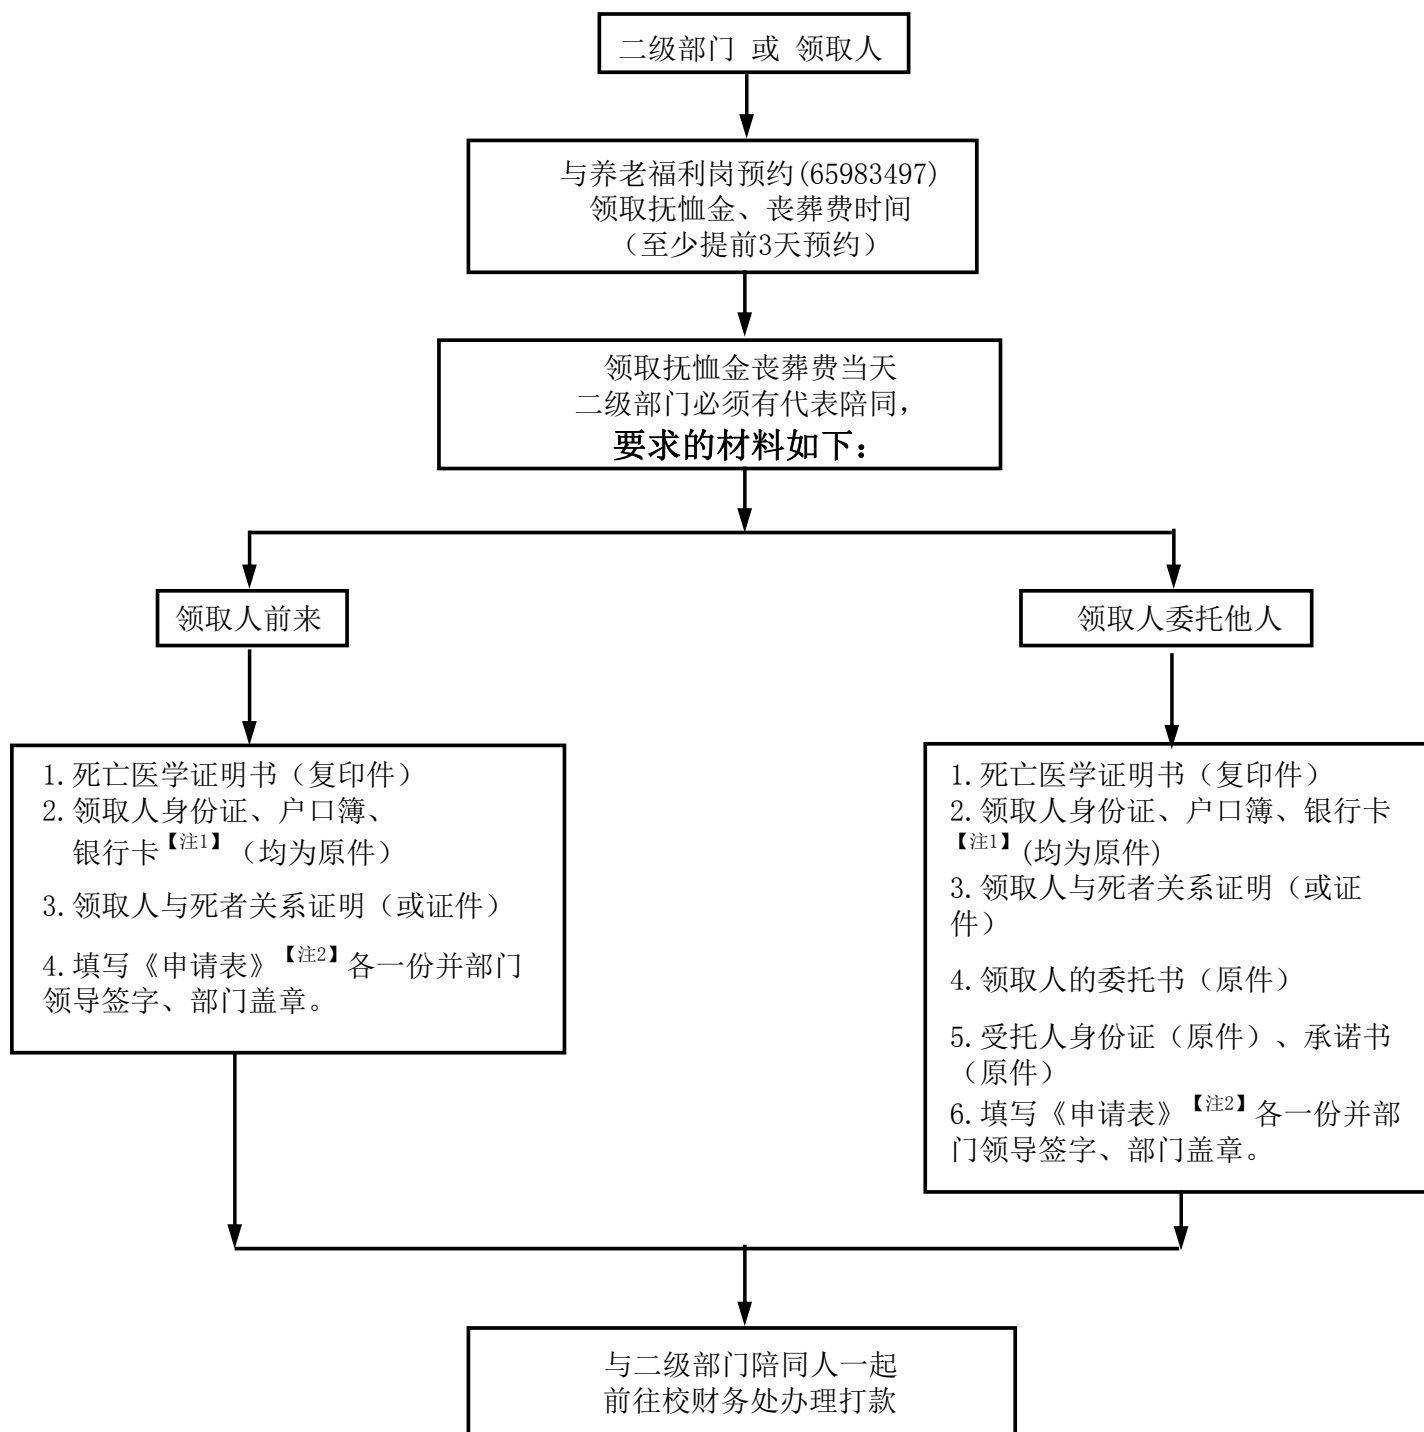 二级部门 或 领取人
与养老福利岗预约(65983497)
领取抚恤金、丧葬费时间
（至少提前3天预约）
领取抚恤金丧葬费当天
二级部门必须有代表陪同，
要求的材料如下：
领取人前来
1.死亡医学证明书（复印件）
2.领取人身份证、户口簿、
银行卡【注1】（均为原件）
3.领取人与死者关系证明（或证件）
4.填写《申请表》【注2】各一份并部门
领导签字、部门盖章。
领取人委托他人
1.死亡医学证明书（复印件）
2.领取人身份证、户口簿、银行卡
【注1】(均为原件)
3.领取人与死者关系证明（或证
件）
4.领取人的委托书（原件）
5.受托人身份证（原件）、承诺书
（原件）
6.填写《申请表》【注2】各一份并部
门领导签字、部门盖章。
与二级部门陪同人一起
前往校财务处办理打款